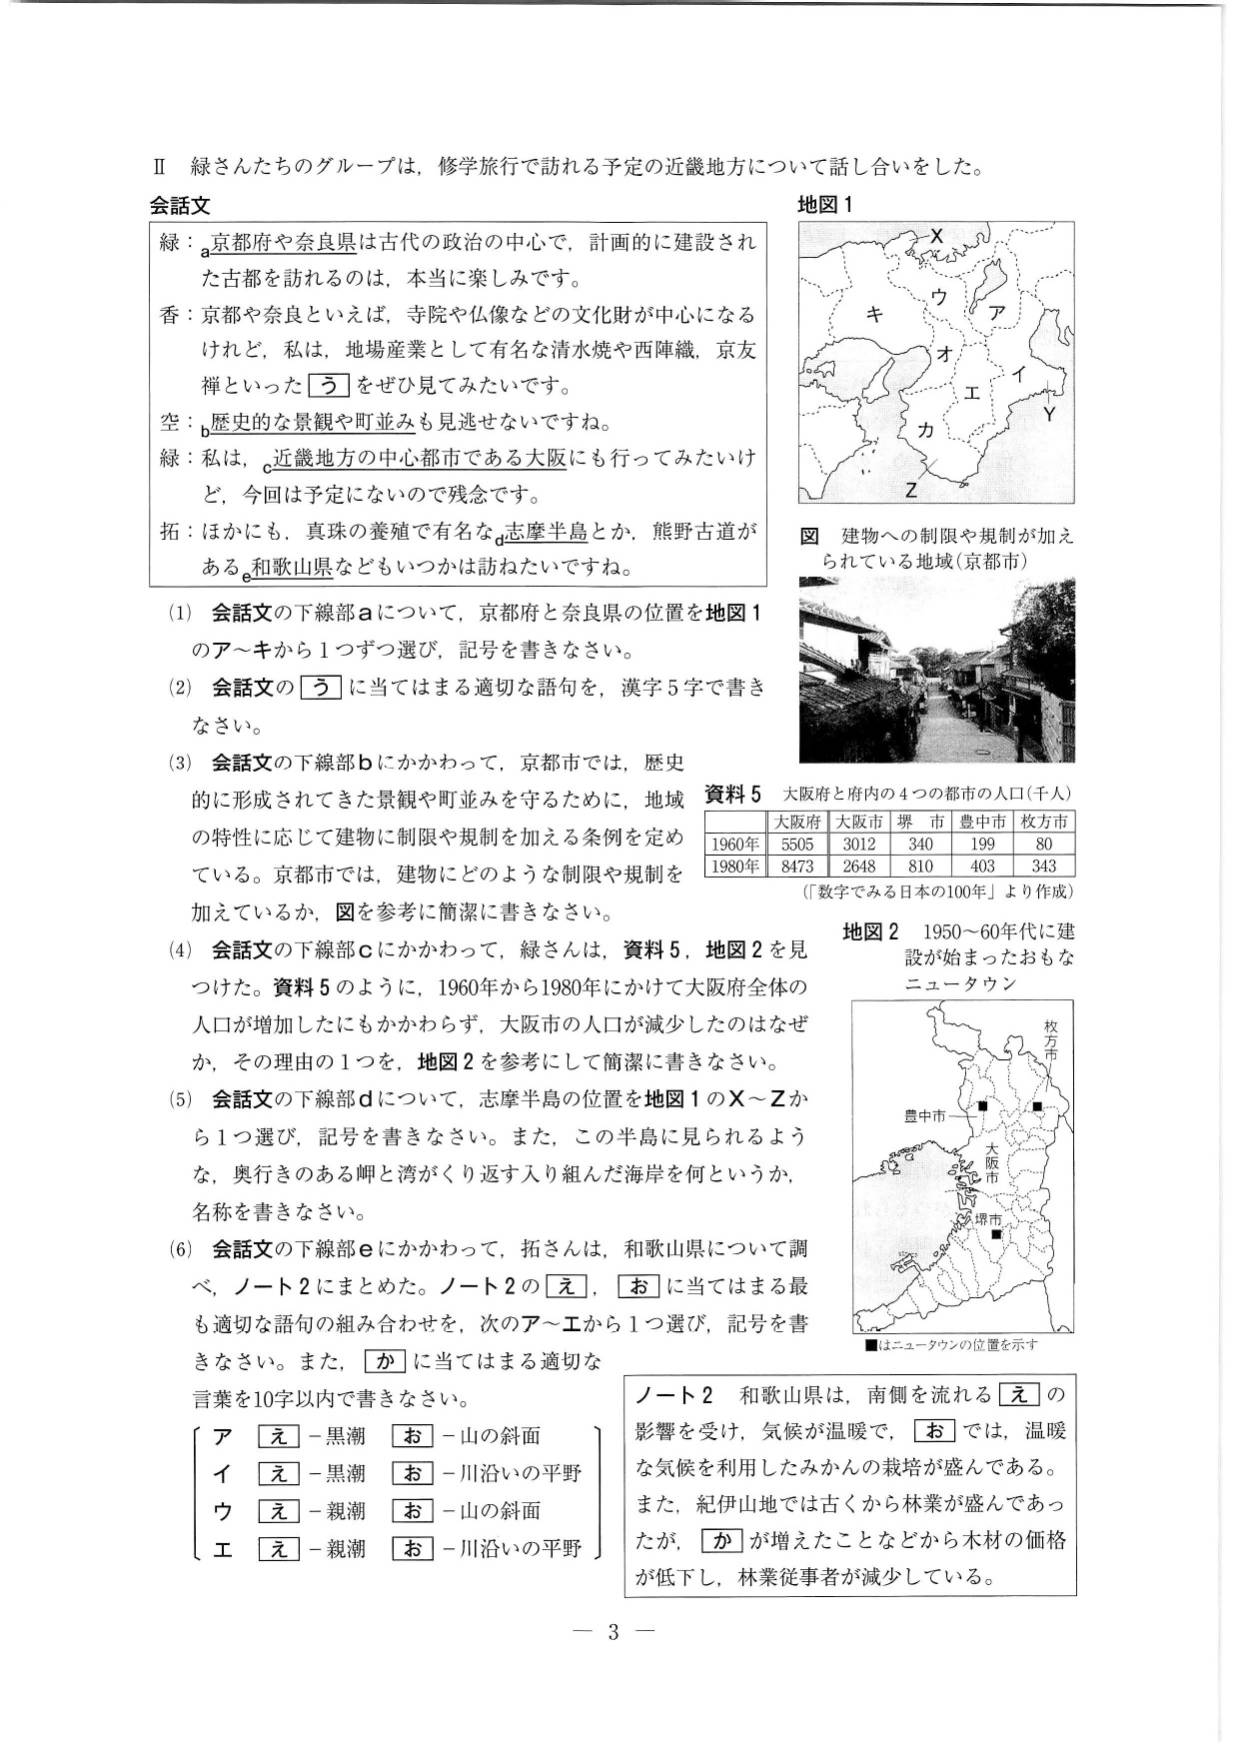 Ⅱ 緑さんたちのグループは，修学旅行で訪れる予定の近畿地方について話し合いをした。
会話文
緑：a京都府や奈良県は古代の政治の中心で，計画的に建設され
た古都を訪れるのは，本当に楽しみです。
香：京都や奈良といえば，寺院や仏像などの文化財が中心になる
けれど，私は，地場産業として有名な清水焼や西陣織，京友
禅といった う をぜひ見てみたいです。
空：b歴史的な景観や町並みも見逃せないですね。
緑：私は，c近畿地方の中心都市である大阪にも行ってみたいけ
ど，今回は予定にないので残念です。
拓：ほかにも，真珠の養殖で有名なd志摩半島とか，熊野古道が
あるe和歌山県などもいつかは訪ねたいですね。
地図1
X
ウ
ア
キ
オ
イ
エ
Y
カ
Z
図 建物への制限や規制が加え
られている地域(京都市)
(1) 会話文の下線部aについて，京都府と奈良県の位置を地図1
のア～キから1つずつ選び，記号を書きなさい。
(2) 会話文の う に当てはまる適切な語句を，漢字5字で書き
なさい。
(3) 会話文の下線部bにかかわって，京都市では，歴史
的に形成されてきた景観や町並みを守るために，地域
の特性に応じて建物に制限や規制を加える条例を定め
ている。京都市では，建物にどのような制限や規制を
加えているか，図を参考に簡潔に書きなさい。
資料5 大阪府と府内の4つの都市の人口(千人)
大阪府 大阪市 堺 市 豊中市 枚方市
1960年 5505 3012 340 199 80
1980年 8473 2648 810 403 343
(「数字でみる日本の100年」より作成)
(4) 会話文の下線部cにかかわって，緑さんは，資料5，地図2を見
つけた。資料5のように，1960年から1980年にかけて大阪府全体の
人口が増加したにもかかわらず，大阪市の人口が減少したのはなぜ
か，その理由の1つを，地図2を参考にして簡潔に書きなさい。
(5) 会話文の下線部dについて，志摩半島の位置を地図1のX～Zか
ら1つ選び，記号を書きなさい。また，この半島に見られるよう
な，奥行きのある岬と湾がくり返す入り組んだ海岸を何というか，
名称を書きなさい。
(6) 会話文の下線部eにかかわって，拓さんは，和歌山県について調
べ，ノート2にまとめた。ノート2の え ， お に当てはまる最
も適切な語句の組み合わせを，次のア～エから1つ選び，記号を書
きなさい。また， か に当てはまる適切な
言葉を10字以内で書きなさい。
ア え－黒潮 お－山の斜面
イ え－黒潮 お－川沿いの平野
ウ え－親潮 お－山の斜面
エ え－親潮 お－川沿いの平野
地図2 1950～60年代に建
設が始まったおもな
ニュータウン
枚方市
豊中市
大阪市
堺市
■はニュータウンの位置を示す
ノート2 和歌山県は，南側を流れる え の
影響を受け，気候が温暖で， お では，温暖
な気候を利用したみかんの栽培が盛んである。
また，紀伊山地では古くから林業が盛んであっ
たが， か が増えたことなどから木材の価格
が低下し，林業従事者が減少している。
— 3 —